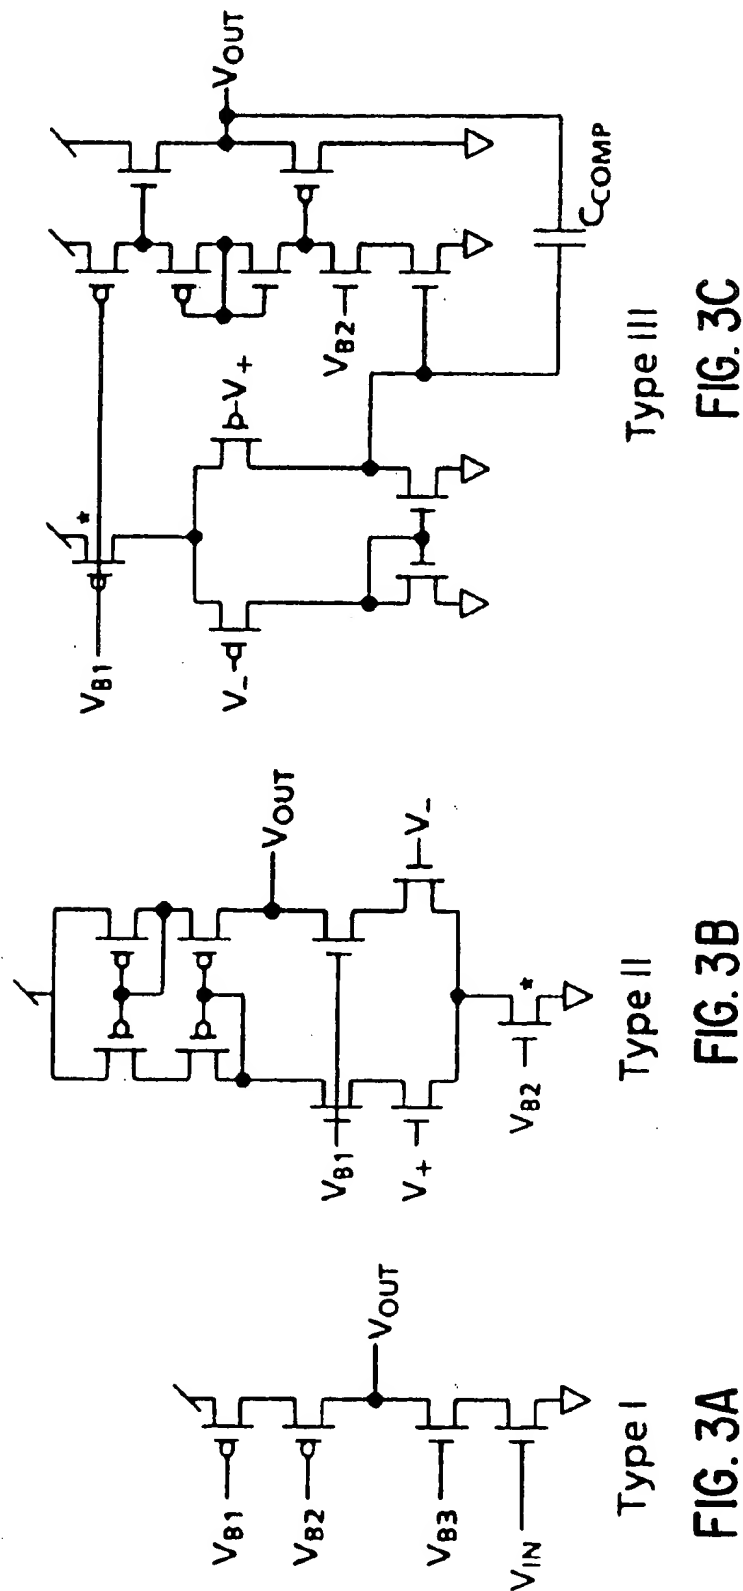 VB1
VB2
VB3
VIN
VOUT
Type I
FIG. 3A
VB1
V+
VB2
*
V-
VOUT
Type II
FIG. 3B
VB1
*
V-
V+
VB2
VOUT
CCOMP
Type III
FIG. 3C